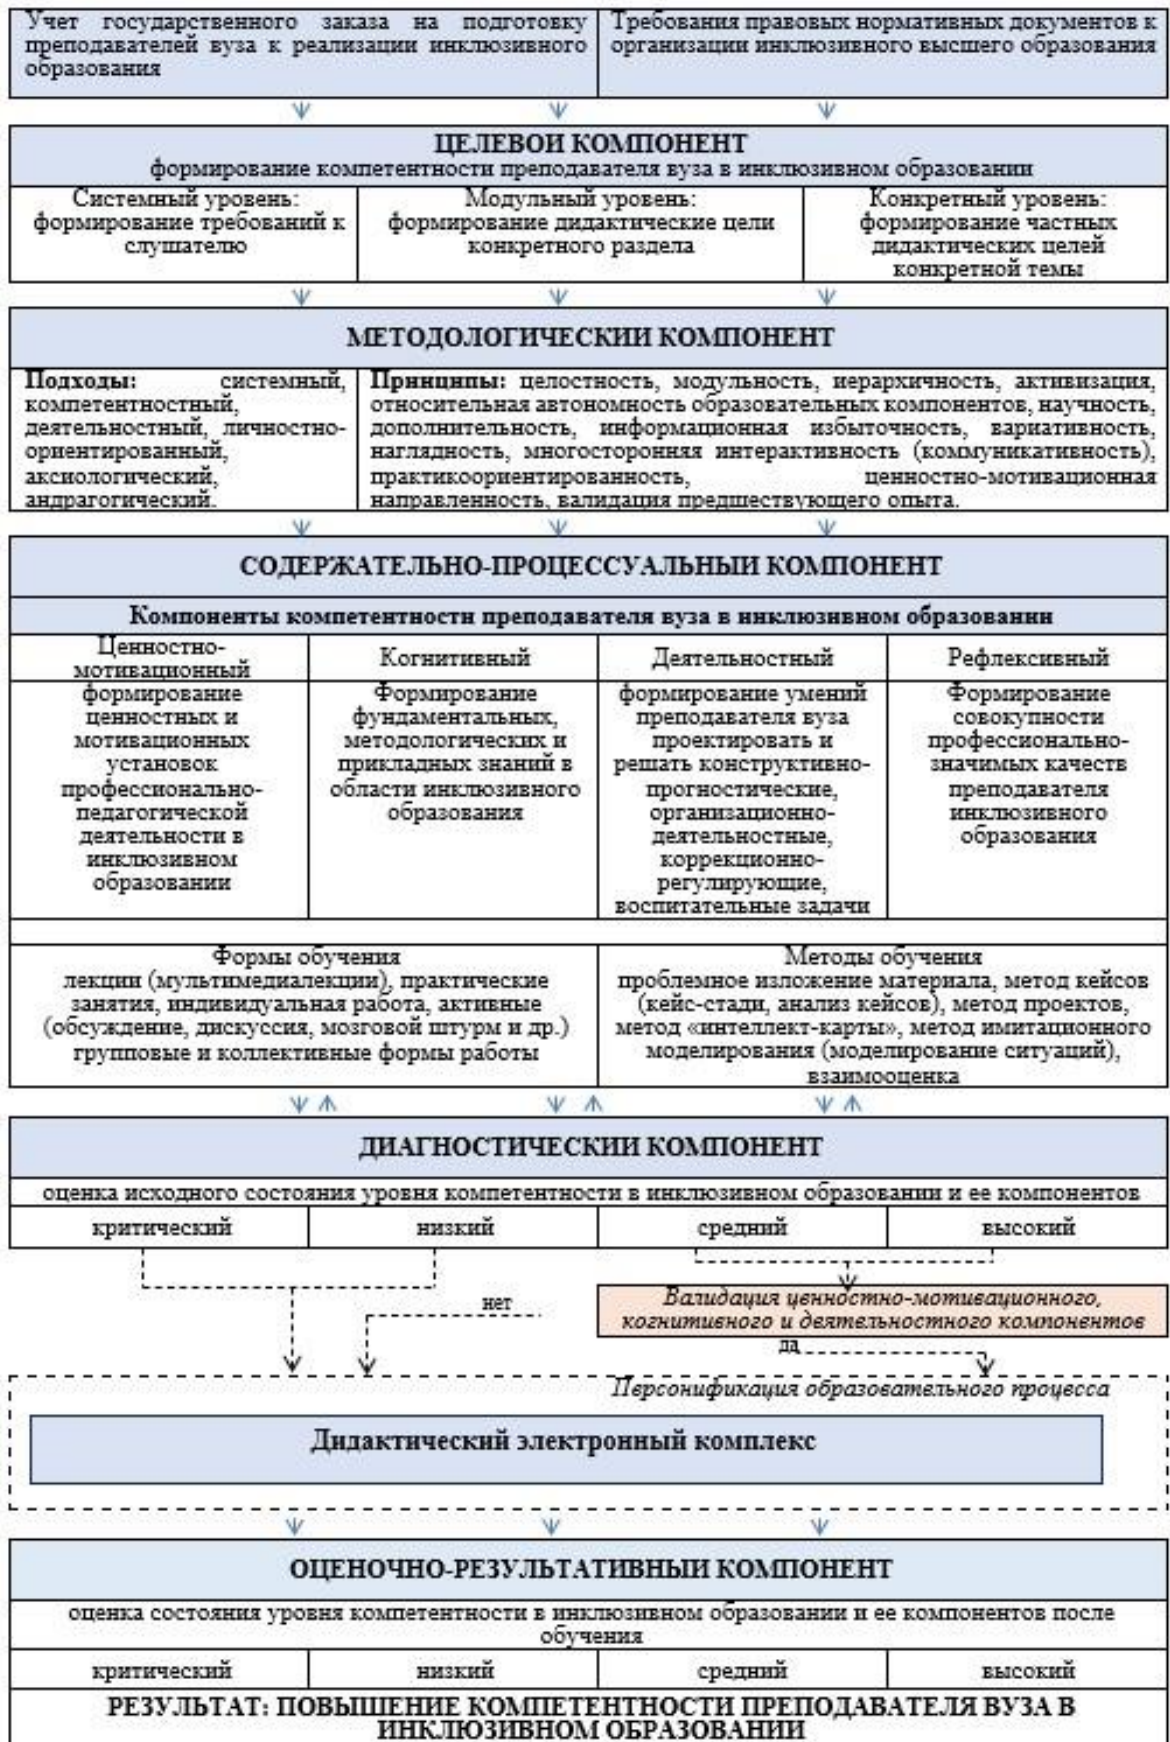 Учет государственного заказа на подготовку
преподавателей вуза к реализации инклюзивного
образования
Требования правовых нормативных документов к
организации инклюзивного высшего образования
ЦЕЛЕВОЙ КОМПОНЕНТ
формирование компетентности преподавателя вуза в инклюзивном образовании
Системный уровень:
формирование требований к
слушателю
Модульный уровень:
формирование дидактические цели
конкретного раздела
Конкретный уровень:
формирование частных
дидактических целей
конкретной темы
МЕТОДОЛОГИЧЕСКИЙ КОМПОНЕНТ
Подходы: системный,
компетентностный,
деятельностный, личностно-
ориентированный,
аксиологический,
андрагогический.
Принципы: целостность, модульность, иерархичность, активизация,
относительная автономность образовательных компонентов, научность,
дополнительность, информационная избыточность, вариативность,
наглядность, многосторонняя интерактивность (коммуникативность),
практикоориентированность, ценностно-мотивационная
направленность, валидация предшествующего опыта.
СОДЕРЖАТЕЛЬНО-ПРОЦЕССУАЛЬНЫЙ КОМПОНЕНТ
Компоненты компетентности преподавателя вуза в инклюзивном образовании
Ценностно-
мотивационный
Когнитивный
Деятельностный
Рефлексивный
формирование
ценностных и
мотивационных
установок
профессионально-
педагогической
деятельности в
инклюзивном
образовании
Формирование
фундаментальных,
методологических и
прикладных знаний в
области инклюзивного
образования
формирование умений
преподавателя вуза
проектировать и
решать конструктивно-
прогностические,
организационно-
деятельностные,
коррекционно-
регулирующие,
воспитательные задачи
Формирование
совокупности
профессионально-
значимых качеств
преподавателя
инклюзивного
образования
Формы обучения
лекции (мультимедиалекции), практические
занятия, индивидуальная работа, активные
(обсуждение, дискуссия, мозговой штурм и др.)
групповые и коллективные формы работы
Методы обучения
проблемное изложение материала, метод кейсов
(кейс-стади, анализ кейсов), метод проектов,
метод «интеллект-карты», метод имитационного
моделирования (моделирование ситуаций),
взаимооценка
ДИАГНОСТИЧЕСКИЙ КОМПОНЕНТ
оценка исходного состояния уровня компетентности в инклюзивном образовании и ее компонентов
критический
низкий
средний
высокий
нет
Валидация ценностно-мотивационного,
когнитивного и деятельностного компонентов
да
Персонификация образовательного процесса
Дидактический электронный комплекс
ОЦЕНОЧНО-РЕЗУЛЬТАТИВНЫЙ КОМПОНЕНТ
оценка состояния уровня компетентности в инклюзивном образовании и ее компонентов после
обучения
критический
низкий
средний
высокий
РЕЗУЛЬТАТ: ПОВЫШЕНИЕ КОМПЕТЕНТНОСТИ ПРЕПОДАВАТЕЛЯ ВУЗА В
ИНКЛЮЗИВНОМ ОБРАЗОВАНИИ